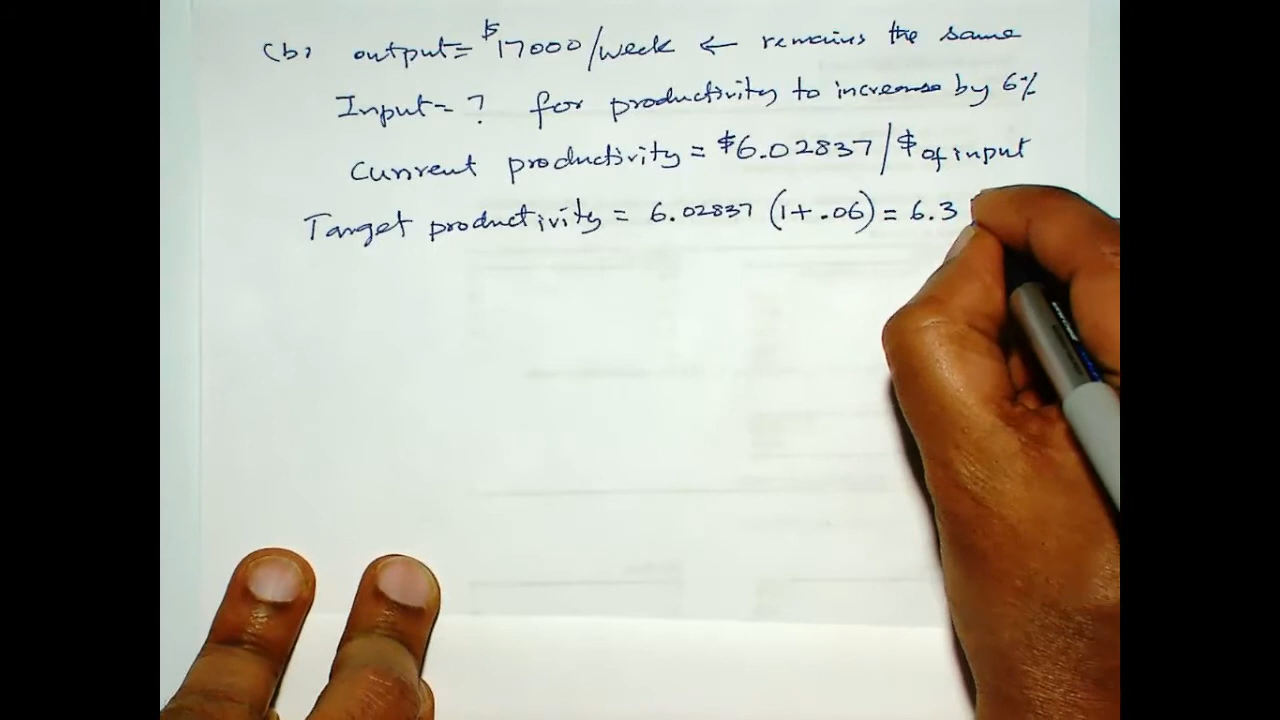 (b) output = $17000/week ← remains the same
Input = ? for productivity to increase by 6%
Current productivity = $6.02837/$ of input
Target productivity = 6.02837 (1+.06) = 6.3